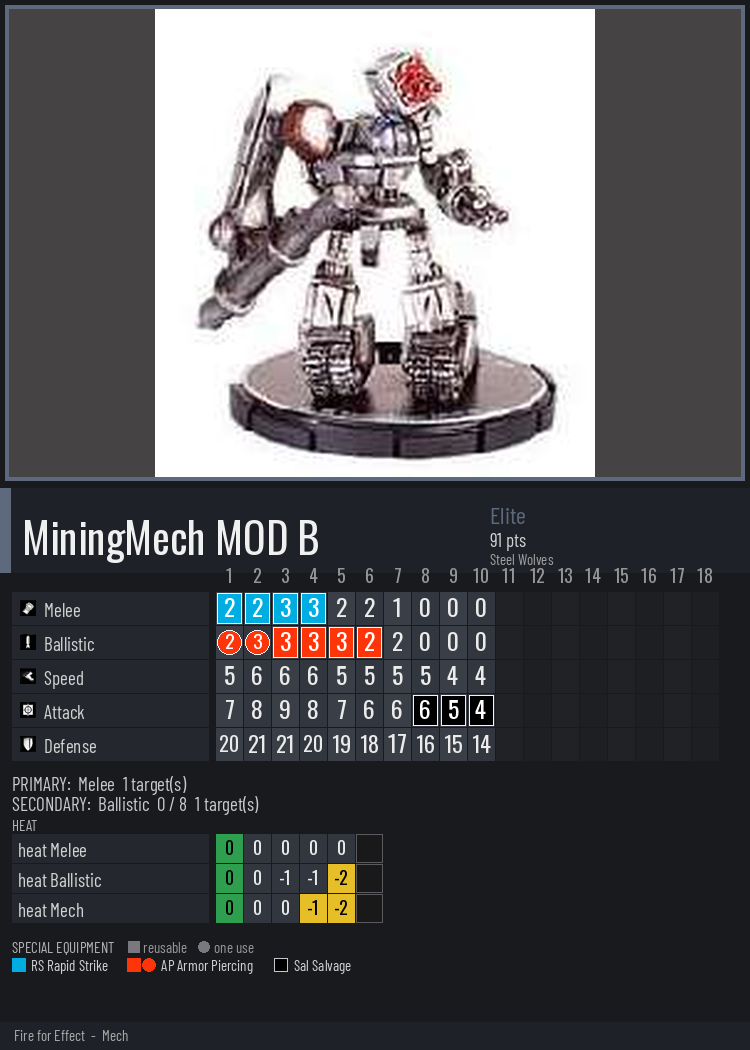 MiningMech MOD B
Elite
91 pts
Steel Wolves
1 2 3 4 5 6 7 8 9 10 11 12 13 14 15 16 17 18
Melee 2 2 3 3 2 2 1 0 0 0
Ballistic 2 3 3 3 3 2 2 0 0 0
Speed 5 6 6 6 5 5 5 5 4 4
Attack 7 8 9 8 7 6 6 6 5 4
Defense 20 21 21 20 19 18 17 16 15 14
PRIMARY: Melee 1 target(s)
SECONDARY: Ballistic 0 / 8 1 target(s)
HEAT
heat Melee 0 0 0 0 0
heat Ballistic 0 0 -1 -1 -2
heat Mech 0 0 0 -1 -2
SPECIAL EQUIPMENT reusable one use
RS Rapid Strike AP Armor Piercing Sal Salvage
Fire for Effect - Mech